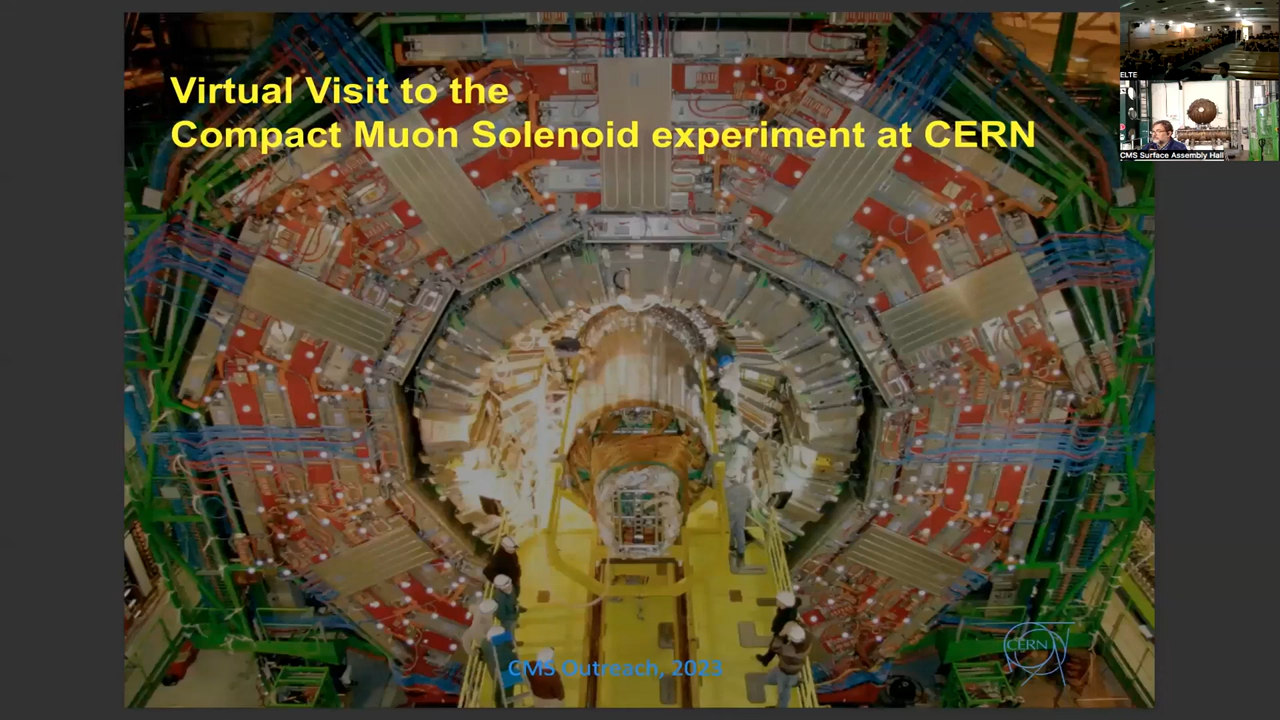 Virtual Visit to the
Compact Muon Solenoid experiment at CERN
ELTE
CMS Surface Assembly Hall
CMS Outreach, 2023
CERN